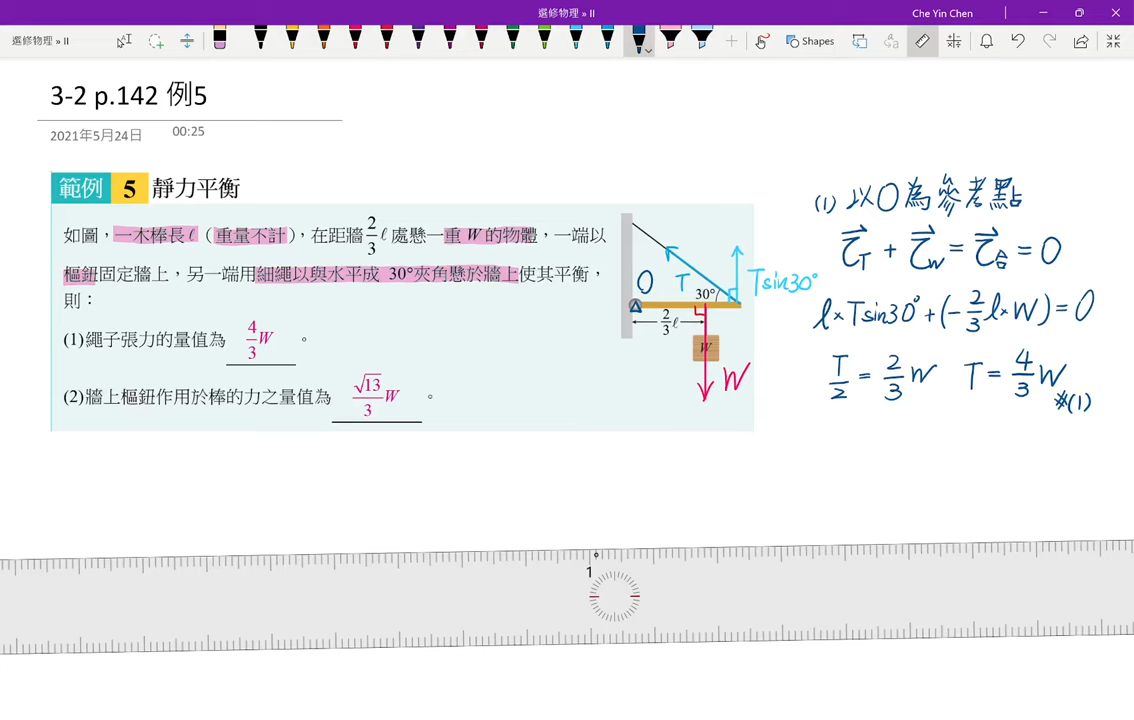 選修物理 » II
Che Yin Chen
選修物理 » II
Shapes
3-2 p.142 例5
2021年5月24日 00:25
範例 5 靜力平衡
如圖，一木棒長ℓ（重量不計），在距牆2/3ℓ處懸一重W的物體，一端以
樞鈕固定牆上，另一端用細繩以與水平成 30°夾角懸於牆上使其平衡，
則：
(1)繩子張力的量值為 4/3 W 。
(2)牆上樞鈕作用於棒的力之量值為 √13/3 W 。
O
T
30°
Tsin30°
2/3 ℓ
W
W
(1) 以O為參考點
τ⃗T + τ⃗W = τ⃗合 = 0
ℓ×Tsin30°+(-2/3ℓ×W)=0
T/2 = 2/3 W T = 4/3 W
※(1)
1